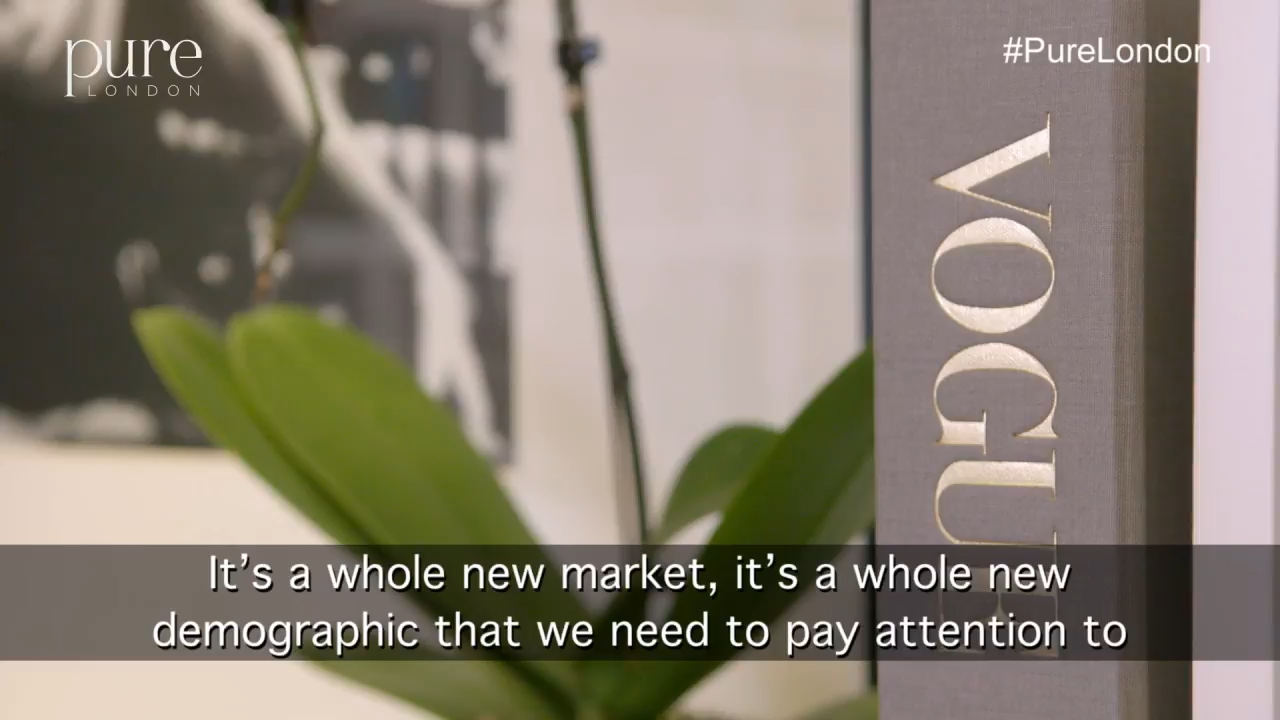 pure
LONDON
#PureLondon
VOGUE
It's a whole new market, it's a whole new
demographic that we need to pay attention to